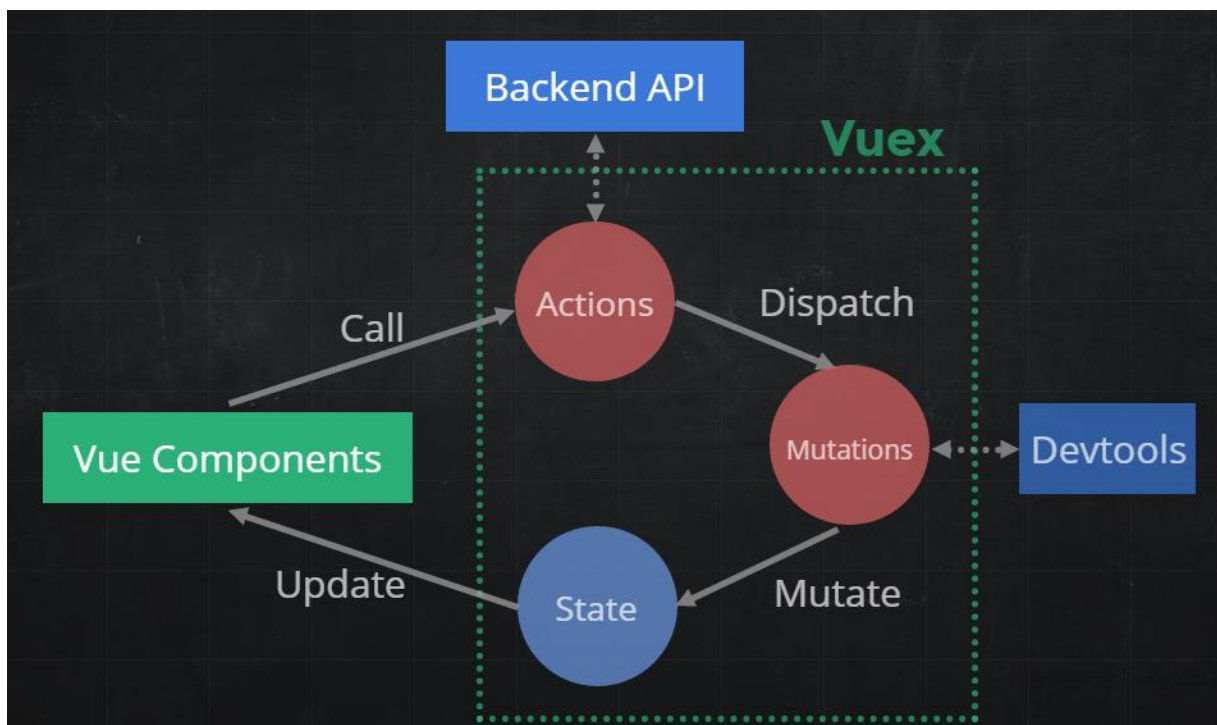 Backend API
Vuex
Actions
Dispatch
Call
Vue Components
Mutations
Devtools
Update
State
Mutate